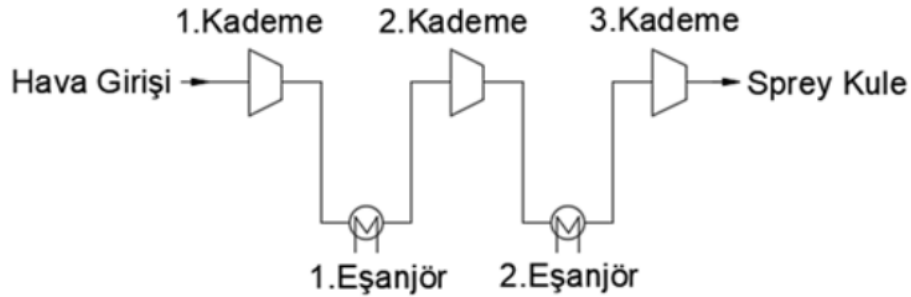 1.Kademe
2.Kademe
3.Kademe
Hava Girişi
Sprey Kule
1.Eşanjör
2.Eşanjör